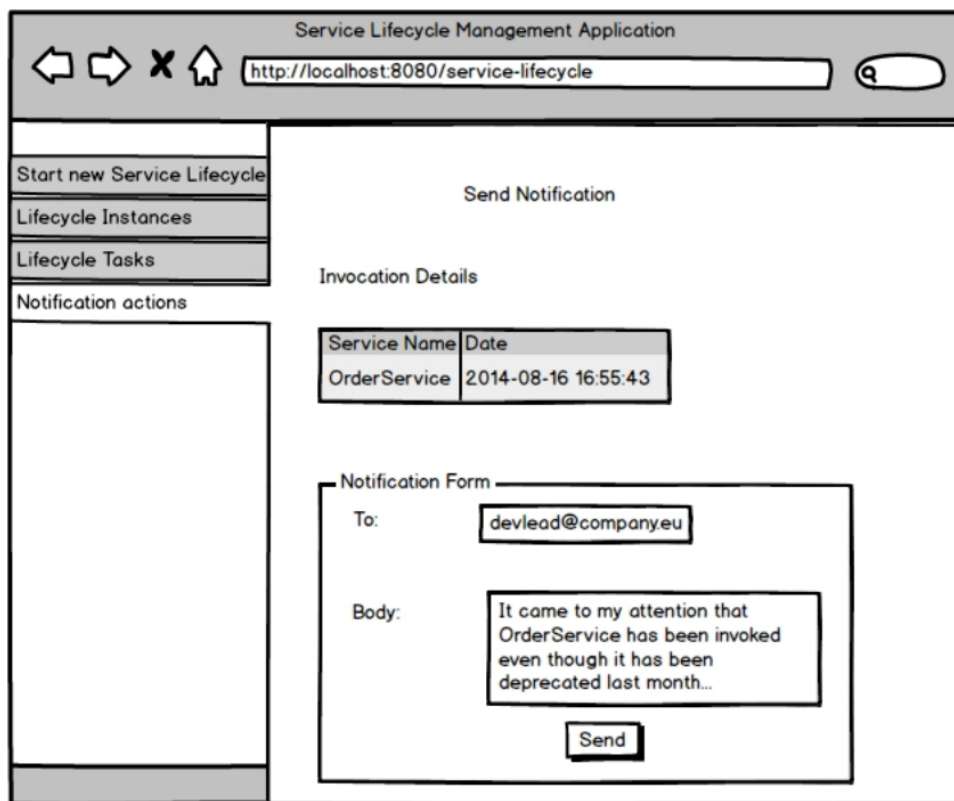 Service Lifecycle Management Application
http://localhost:8080/service-lifecycle
Start new Service Lifecycle
Lifecycle Instances
Lifecycle Tasks
Notification actions
Send Notification
Invocation Details
Service Name Date
OrderService 2014-08-16 16:55:43
Notification Form
To: devlead@company.eu
Body:
It came to my attention that
OrderService has been invoked
even though it has been
deprecated last month...
Send